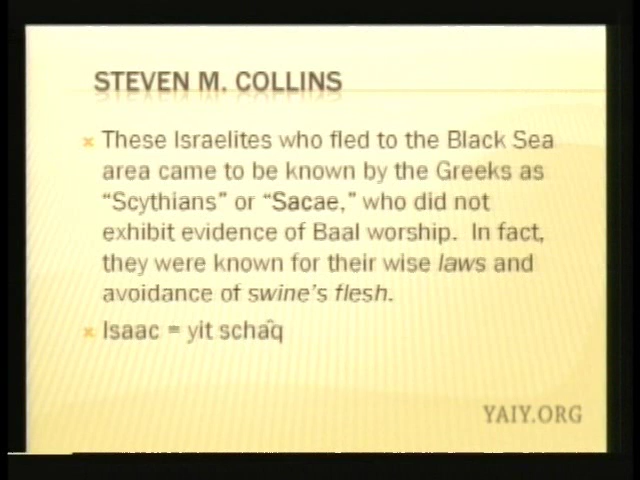 STEVEN M. COLLINS
These Israelites who fled to the Black Sea
area came to be known by the Greeks as
“Scythians” or “Sacae,” who did not
exhibit evidence of Baal worship. In fact,
they were known for their wise laws and
avoidance of swine’s flesh.
Isaac = yit schaq̂
YAIY.ORG